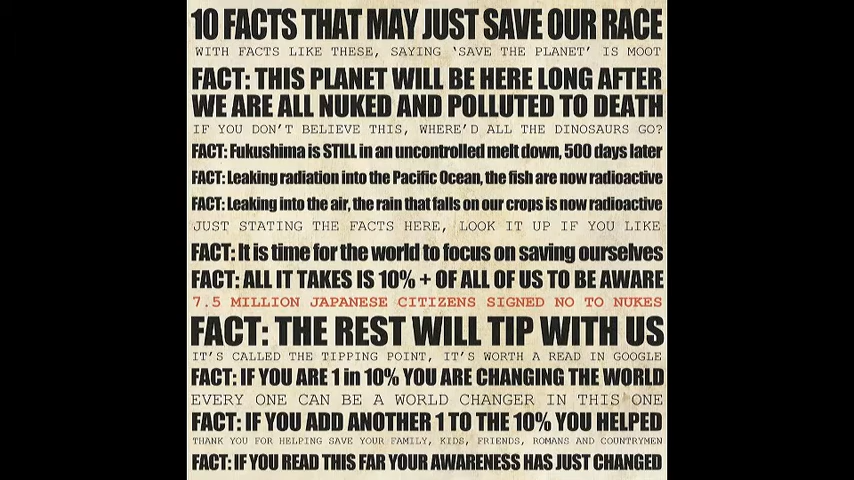 10 FACTS THAT MAY JUST SAVE OUR RACE
WITH FACTS LIKE THESE, SAYING 'SAVE THE PLANET' IS MOOT
FACT: THIS PLANET WILL BE HERE LONG AFTER
WE ARE ALL NUKED AND POLLUTED TO DEATH
IF YOU DON'T BELIEVE THIS, WHERE'D ALL THE DINOSAURS GO?
FACT: Fukushima is STILL in an uncontrolled melt down, 500 days later
FACT: Leaking radiation into the Pacific Ocean, the fish are now radioactive
FACT: Leaking into the air, the rain that falls on our crops is now radioactive
JUST STATING THE FACTS HERE, LOOK IT UP IF YOU LIKE
FACT: It is time for the world to focus on saving ourselves
FACT: ALL IT TAKES IS 10% + OF ALL OF US TO BE AWARE
7.5 MILLION JAPANESE CITIZENS SIGNED NO TO NUKES
FACT: THE REST WILL TIP WITH US
IT'S CALLED THE TIPPING POINT, IT'S WORTH A READ IN GOOGLE
FACT: IF YOU ARE 1 in 10% YOU ARE CHANGING THE WORLD
EVERY ONE CAN BE A WORLD CHANGER IN THIS ONE
FACT: IF YOU ADD ANOTHER 1 TO THE 10% YOU HELPED
THANK YOU FOR HELPING SAVE YOUR FAMILY, KIDS, FRIENDS, ROMANS AND COUNTRYMEN
FACT: IF YOU READ THIS FAR YOUR AWARENESS HAS JUST CHANGED